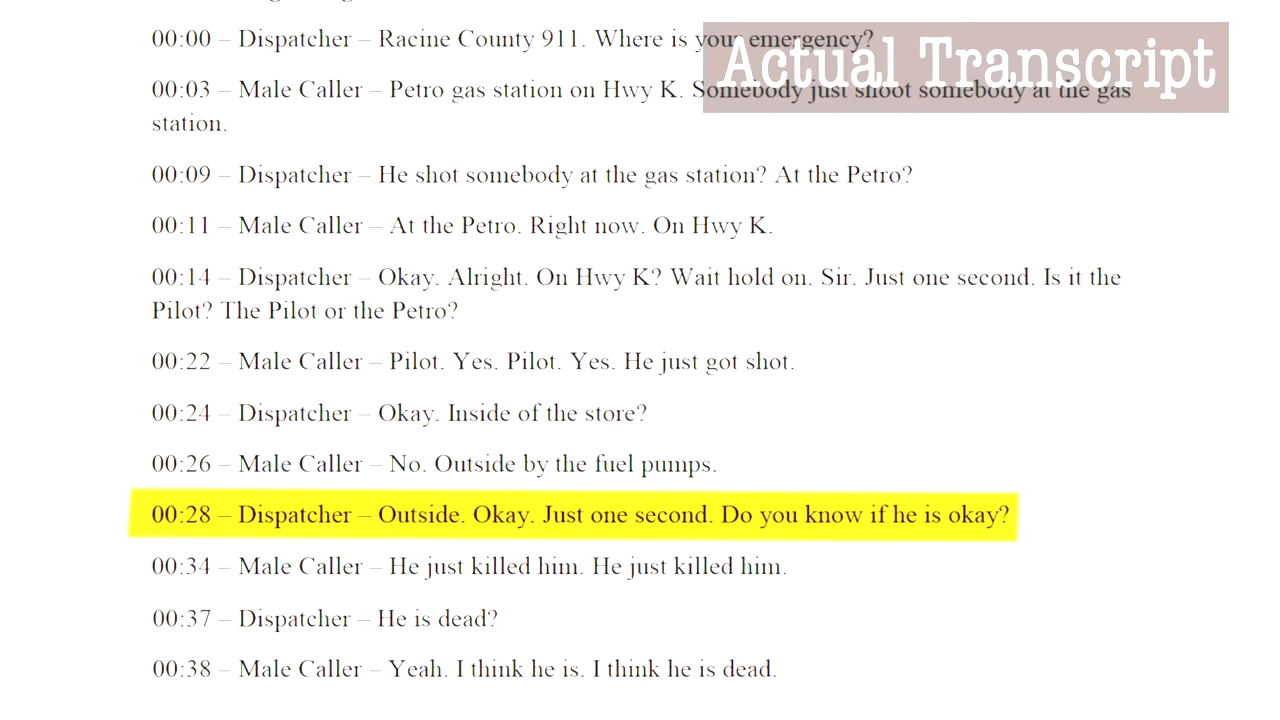 00:00 – Dispatcher – Racine County 911. Where is your emergency?
Actual Transcript
00:03 – Male Caller – Petro gas station on Hwy K. Somebody just shoot somebody at the gas
station.
00:09 – Dispatcher – He shot somebody at the gas station? At the Petro?
00:11 – Male Caller – At the Petro. Right now. On Hwy K.
00:14 – Dispatcher – Okay. Alright. On Hwy K? Wait hold on. Sir. Just one second. Is it the
Pilot? The Pilot or the Petro?
00:22 – Male Caller – Pilot. Yes. Pilot. Yes. He just got shot.
00:24 – Dispatcher – Okay. Inside of the store?
00:26 – Male Caller – No. Outside by the fuel pumps.
00:28 – Dispatcher – Outside. Okay. Just one second. Do you know if he is okay?
00:34 – Male Caller – He just killed him. He just killed him.
00:37 – Dispatcher – He is dead?
00:38 – Male Caller – Yeah. I think he is. I think he is dead.